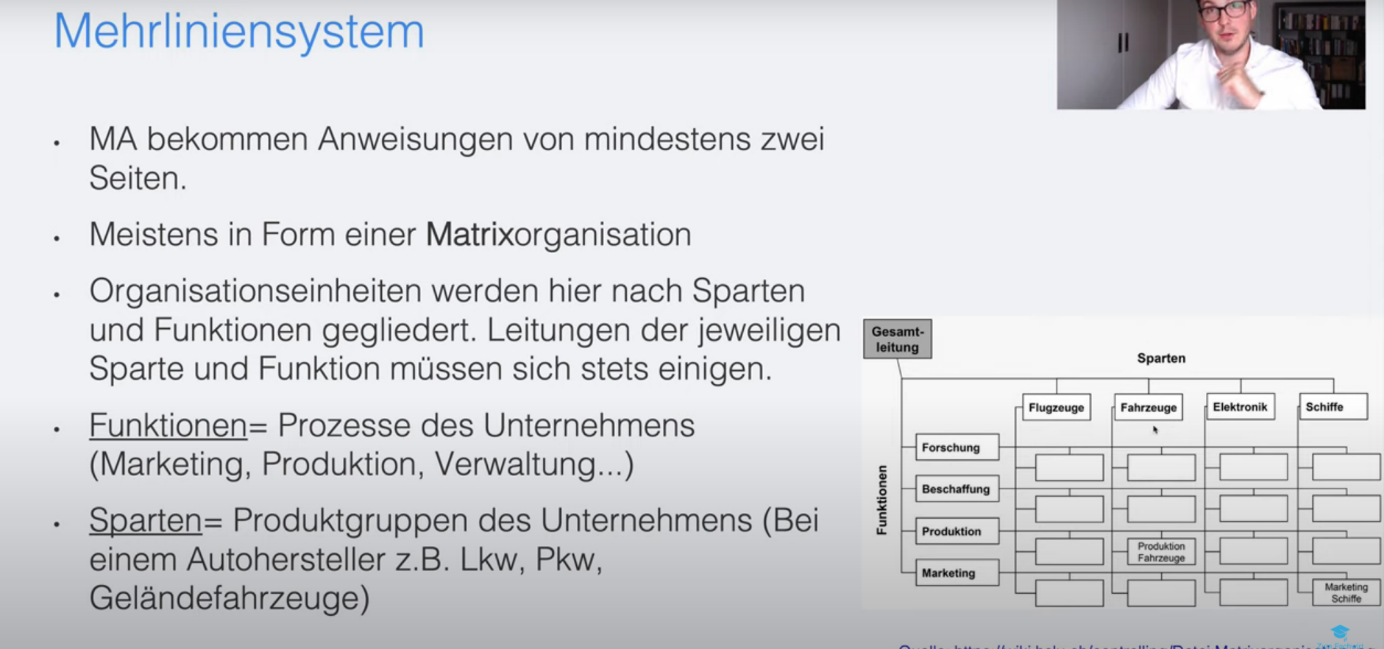 Mehrliniensystem
• MA bekommen Anweisungen von mindestens zwei
Seiten.
• Meistens in Form einer Matrixorganisation
• Organisationseinheiten werden hier nach Sparten
und Funktionen gegliedert. Leitungen der jeweiligen
Sparte und Funktion müssen sich stets einigen.
• Funktionen= Prozesse des Unternehmens
(Marketing, Produktion, Verwaltung...)
• Sparten= Produktgruppen des Unternehmens (Bei
einem Autohersteller z.B. Lkw, Pkw,
Geländefahrzeuge)
Gesamt-
leitung
Sparten
Flugzeuge
Fahrzeuge
Elektronik
Schiffe
Funktionen
Forschung
Beschaffung
Produktion
Marketing
Produktion
Fahrzeuge
Marketing
Schiffe